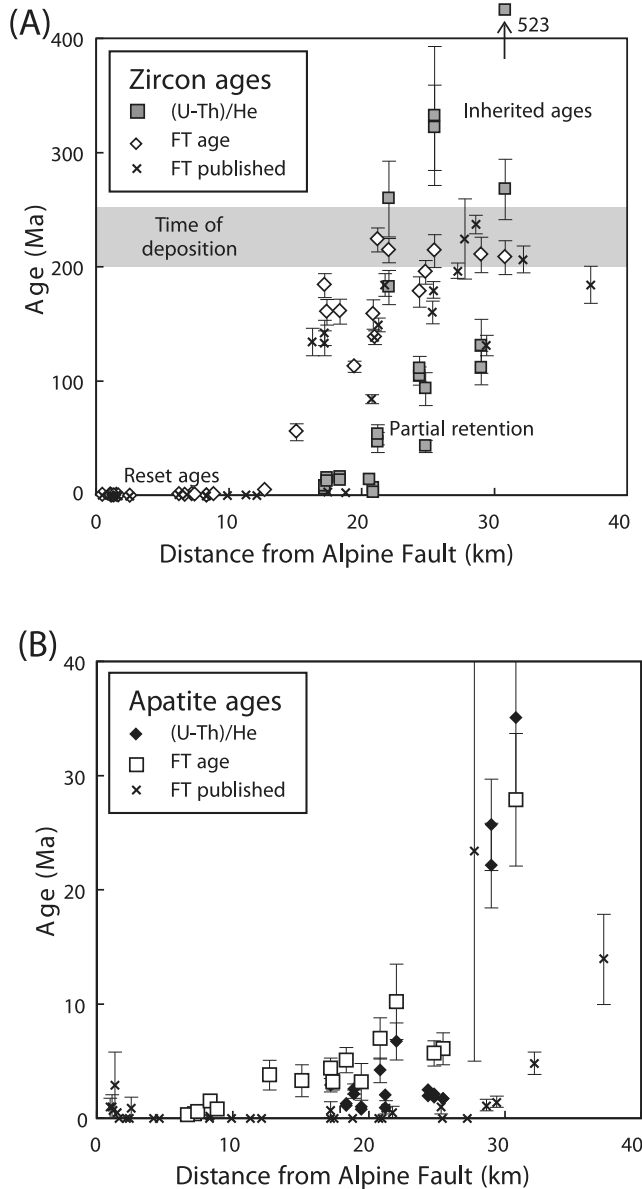 (A)
400
300
200
100
0
Age (Ma)
Zircon ages
(U-Th)/He
FT age
FT published
523
Inherited ages
Time of
deposition
Partial retention
Reset ages
0
10
20
30
40
Distance from Alpine Fault (km)
(B)
40
30
20
10
0
Age (Ma)
Apatite ages
(U-Th)/He
FT age
FT published
0
10
20
30
40
Distance from Alpine Fault (km)